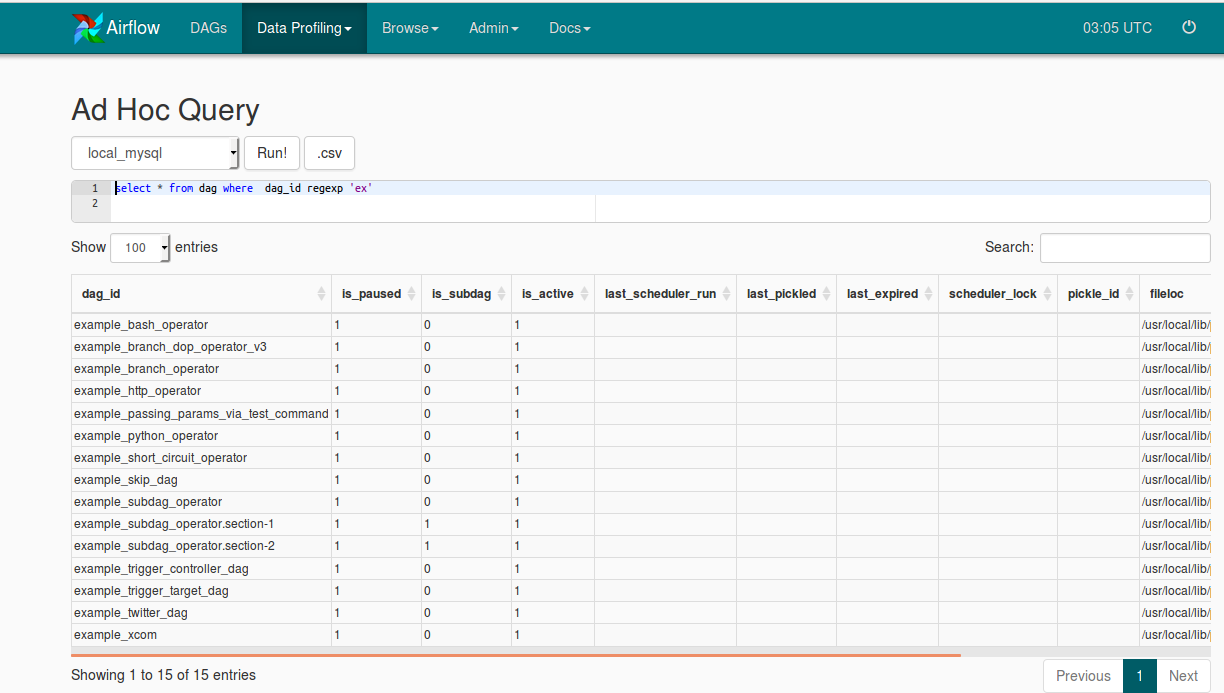 Airflow DAGs Data Profiling Browse Admin Docs 03:05 UTC
Ad Hoc Query
local_mysql Run! .csv
1 select * from dag where  dag_id regexp 'ex'
2
Show 100 entries Search:
dag_id is_paused is_subdag is_active last_scheduler_run last_pickled last_expired scheduler_lock pickle_id fileloc
example_bash_operator 1 0 1 /usr/local/lib/
example_branch_dop_operator_v3 1 0 1 /usr/local/lib/
example_branch_operator 1 0 1 /usr/local/lib/
example_http_operator 1 0 1 /usr/local/lib/
example_passing_params_via_test_command 1 0 1 /usr/local/lib/
example_python_operator 1 0 1 /usr/local/lib/
example_short_circuit_operator 1 0 1 /usr/local/lib/
example_skip_dag 1 0 1 /usr/local/lib/
example_subdag_operator 1 0 1 /usr/local/lib/
example_subdag_operator.section-1 1 1 1 /usr/local/lib/
example_subdag_operator.section-2 1 1 1 /usr/local/lib/
example_trigger_controller_dag 1 0 1 /usr/local/lib/
example_trigger_target_dag 1 0 1 /usr/local/lib/
example_twitter_dag 1 0 1 /usr/local/lib/
example_xcom 1 0 1 /usr/local/lib/
Showing 1 to 15 of 15 entries Previous 1 Next